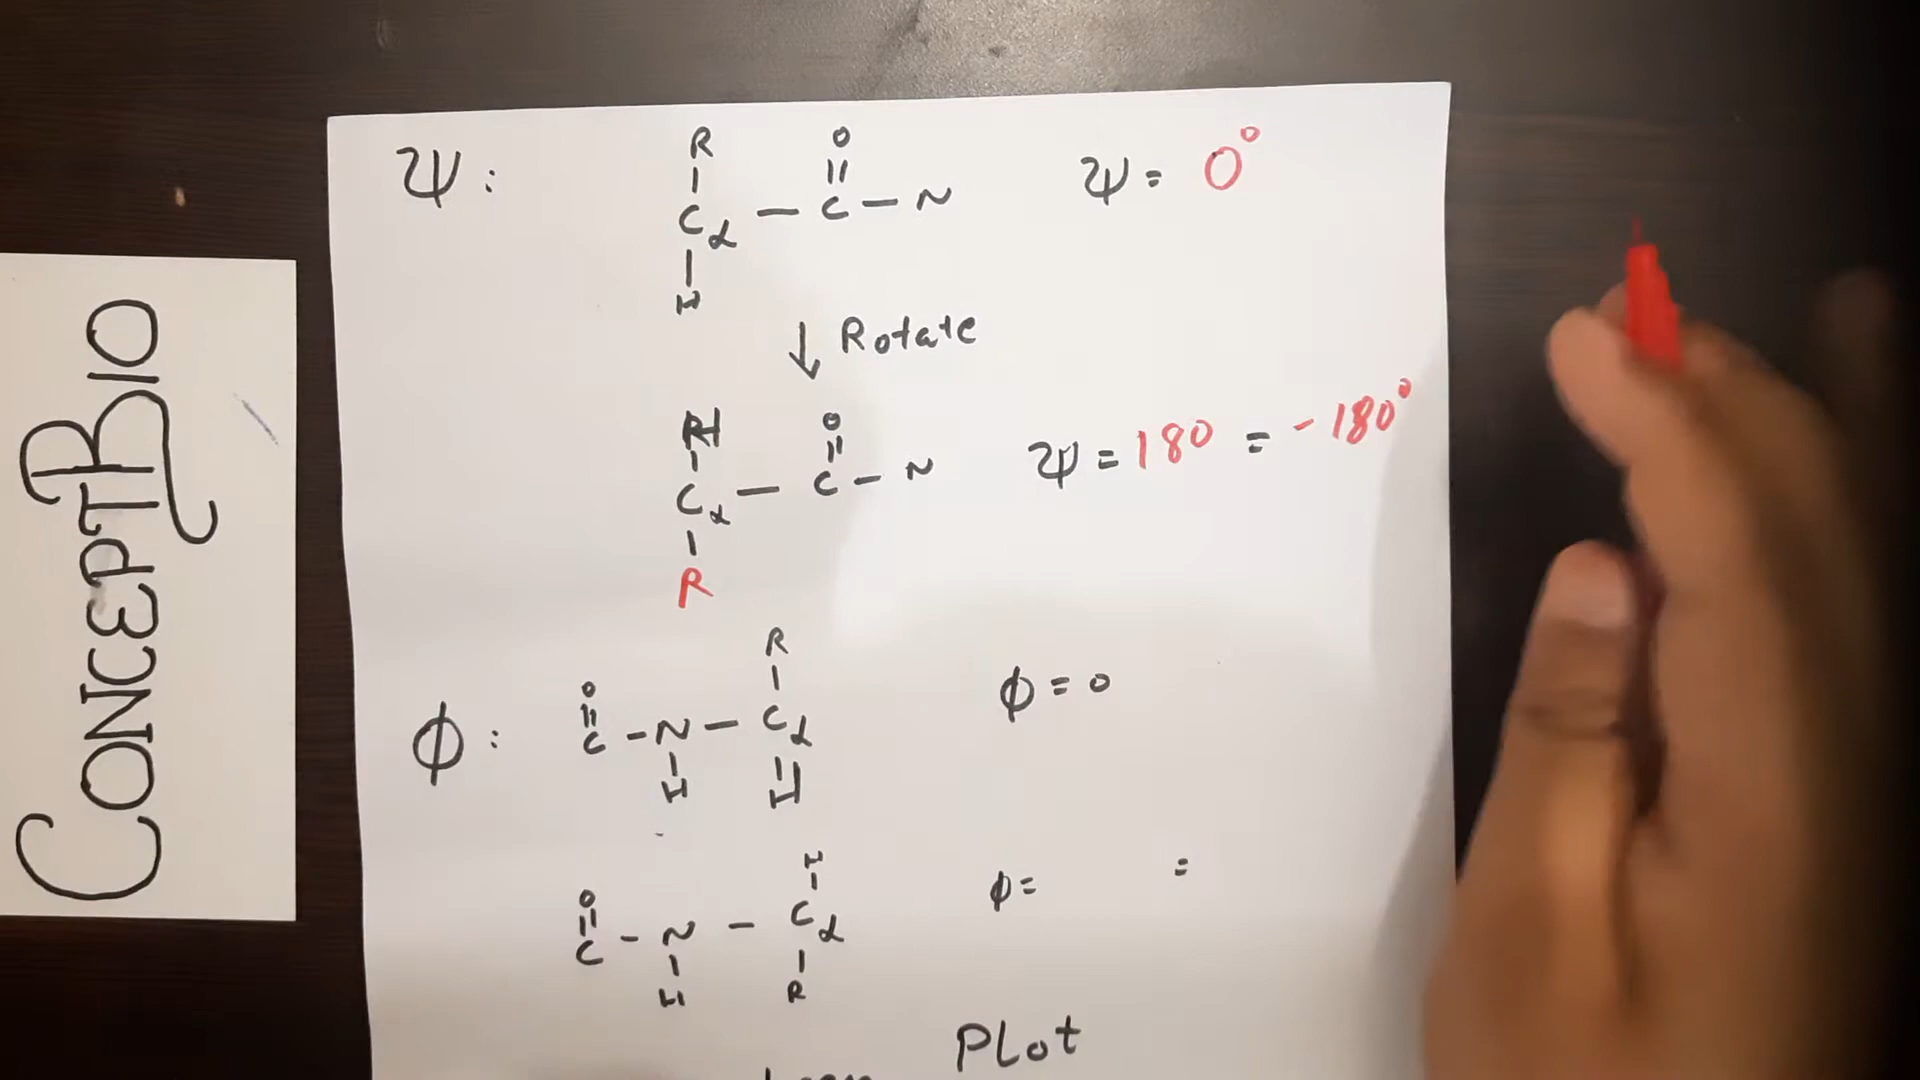 CONCEPTBIO
Ψ:
R O
Cα — C — N
H
Ψ = 0°
↓ Rotate
H O
Cα — C — N
R
Ψ = 180 = -180°
ϕ:
O R
C - N - Cα
H H
ϕ = 0
O H
C - N - Cα
H R
ϕ = =
PLot